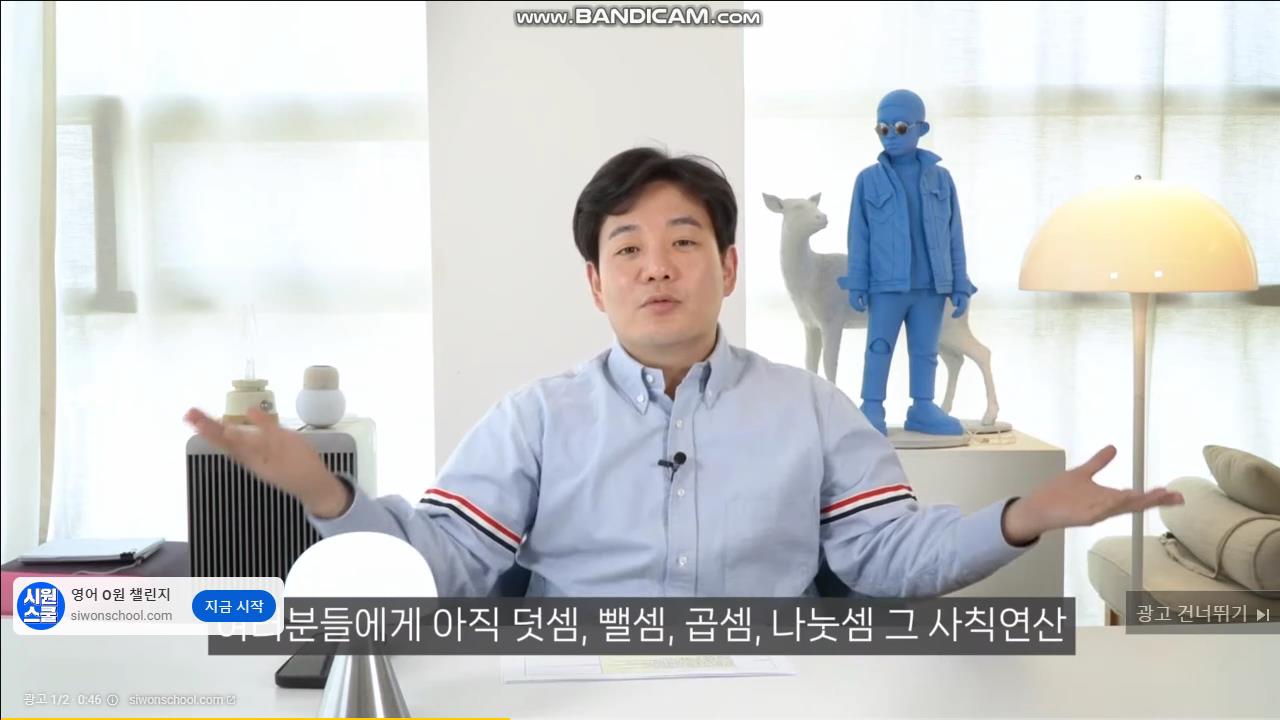 www.BANDICAM.com
시원
스쿨
영어 0원 챌린지
siwonschool.com
지금 시작
여러분들에게 아직 덧셈, 뺄셈, 곱셈, 나눗셈 그 사칙연산
광고 건너뛰기
광고 1/2 · 0:46
siwonschool.com